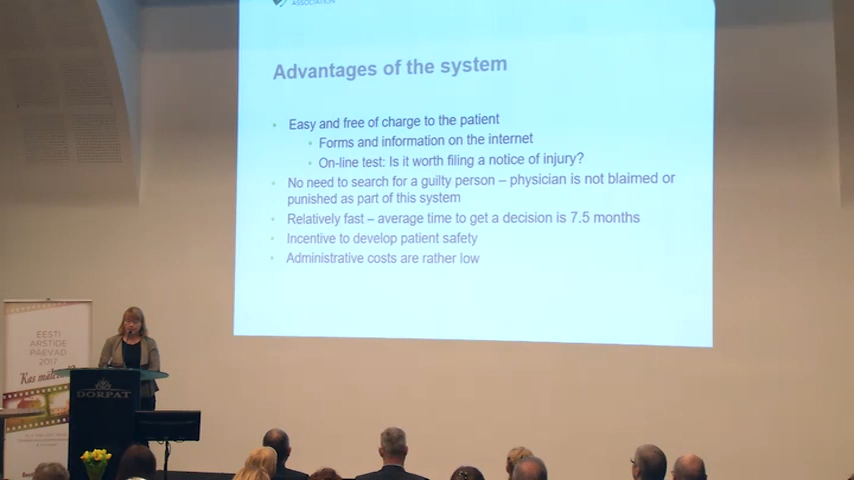 ASSOCIATION
Advantages of the system
• Easy and free of charge to the patient
• Forms and information on the internet
• On-line test: Is it worth filing a notice of injury?
• No need to search for a guilty person – physician is not blaimed or
punished as part of this system
• Relatively fast – average time to get a decision is 7.5 months
• Incentive to develop patient safety
• Administrative costs are rather low
EESTI
ARSTIDE
PÄEVAD
2017
Kas
DORPAT